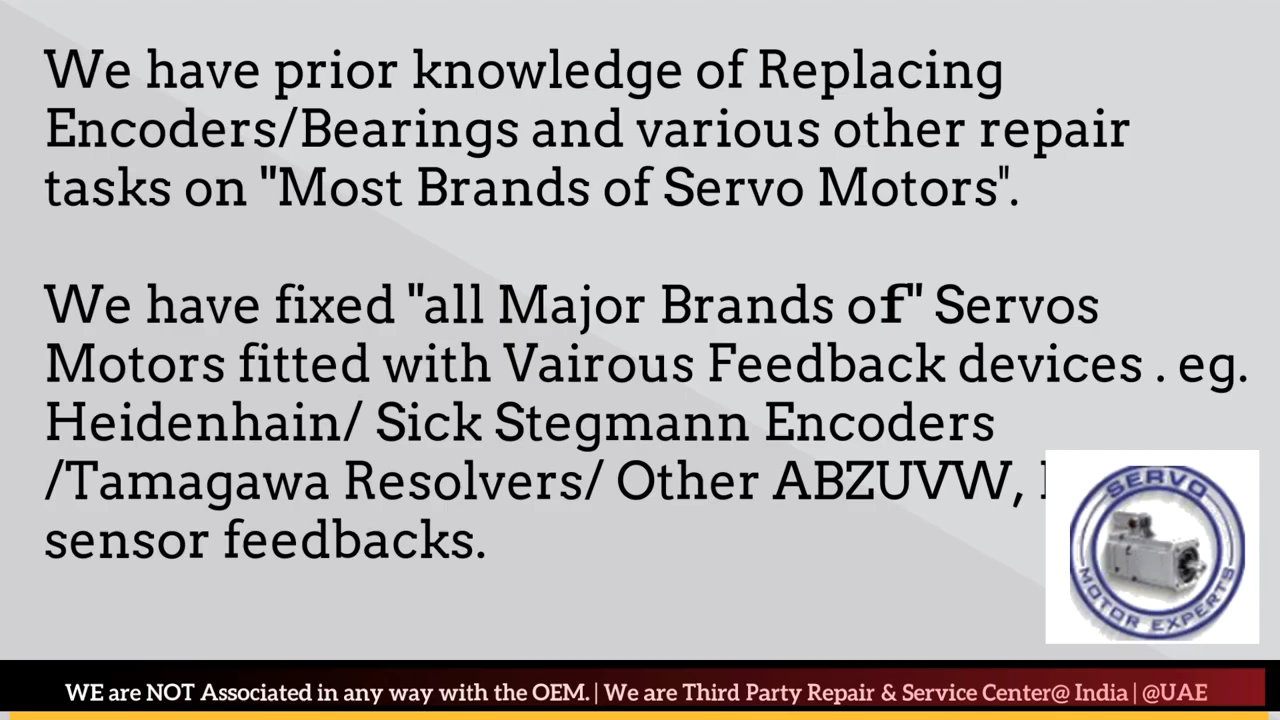 We have prior knowledge of Replacing
Encoders/Bearings and various other repair
tasks on "Most Brands of Servo Motors".
We have fixed "all Major Brands of" Servos
Motors fitted with Vairous Feedback devices . eg.
Heidenhain/ Sick Stegmann Encoders
/Tamagawa Resolvers/ Other ABZUVW,
sensor feedbacks.
SERVO
MOTOR EXPERTS
WE are NOT Associated in any way with the OEM. | We are Third Party Repair & Service Center@ India | @UAE